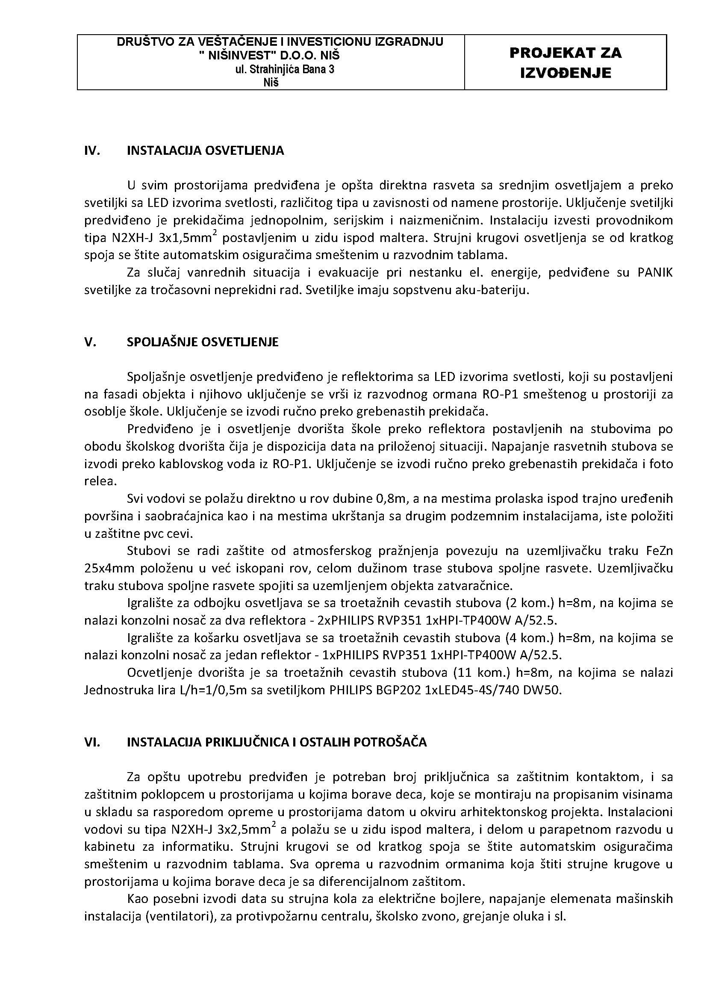 DRUŠTVO ZA VEŠTAČENJE I INVESTICIONU IZGRADNJU
" NIŠINVEST" D.O.O. NIŠ
ul. Strahinjića Bana 3
Niš
PROJEKAT ZA
IZVOĐENJE
IV. INSTALACIJA OSVETLJENJA
U svim prostorijama predviđena je opšta direktna rasveta sa srednjim osvetljajem a preko
svetiljki sa LED izvorima svetlosti, različitog tipa u zavisnosti od namene prostorije. Uključenje svetiljki
predviđeno je prekidačima jednopolnim, serijskim i naizmeničnim. Instalaciju izvesti provodnikom
tipa N2XH-J 3x1,5mm² postavljenim u zidu ispod maltera. Strujni krugovi osvetljenja se od kratkog
spoja se štite automatskim osiguračima smeštenim u razvodnim tablama.
Za slučaj vanrednih situacija i evakuacije pri nestanku el. energije, pedviđene su PANIK
svetiljke za tročasovni neprekidni rad. Svetiljke imaju sopstvenu aku-bateriju.
V. SPOLJAŠNJE OSVETLJENJE
Spoljašnje osvetljenje predviđeno je reflektorima sa LED izvorima svetlosti, koji su postavljeni
na fasadi objekta i njihovo uključenje se vrši iz razvodnog ormana RO-P1 smeštenog u prostoriji za
osoblje škole. Uključenje se izvodi ručno preko grebenastih prekidača.
Predviđeno je i osvetljenje dvorišta škole preko reflektora postavljenih na stubovima po
obodu školskog dvorišta čija je dispozicija data na priloženoj situaciji. Napajanje rasvetnih stubova se
izvodi preko kablovskog voda iz RO-P1. Uključenje se izvodi ručno preko grebenastih prekidača i foto
relea.
Svi vodovi se polažu direktno u rov dubine 0,8m, a na mestima prolaska ispod trajno uređenih
površina i saobraćajnica kao i na mestima ukrštanja sa drugim podzemnim instalacijama, iste položiti
u zaštitne pvc cevi.
Stubovi se radi zaštite od atmosferskog pražnjenja povezuju na uzemljivačku traku FeZn
25x4mm položenu u već iskopani rov, celom dužinom trase stubova spoljne rasvete. Uzemljivačku
traku stubova spoljne rasvete spojiti sa uzemljenjem objekta zatvaračnice.
Igralište za odbojku osvetljava se sa troetažnih cevastih stubova (2 kom.) h=8m, na kojima se
nalazi konzolni nosač za dva reflektora - 2xPHILIPS RVP351 1xHPI-TP400W A/52.5.
Igralište za košarku osvetljava se sa troetažnih cevastih stubova (4 kom.) h=8m, na kojima se
nalazi konzolni nosač za jedan reflektor - 1xPHILIPS RVP351 1xHPI-TP400W A/52.5.
Ocvetljenje dvorišta je sa troetažnih cevastih stubova (11 kom.) h=8m, na kojima se nalazi
Jednostruka lira L/h=1/0,5m sa svetiljkom PHILIPS BGP202 1xLED45-4S/740 DW50.
VI. INSTALACIJA PRIKLJUČNICA I OSTALIH POTROŠAČA
Za opštu upotrebu predviđen je potreban broj priključnica sa zaštitnim kontaktom, i sa
zaštitnim poklopcem u prostorijama u kojima borave deca, koje se montiraju na propisanim visinama
u skladu sa rasporedom opreme u prostorijama datom u okviru arhitektonskog projekta. Instalacioni
vodovi su tipa N2XH-J 3x2,5mm² a polažu se u zidu ispod maltera, i delom u parapetnom razvodu u
kabinetu za informatiku. Strujni krugovi se od kratkog spoja se štite automatskim osiguračima
smeštenim u razvodnim tablama. Sva oprema u razvodnim ormanima koja štiti strujne krugove u
prostorijama u kojima borave deca je sa diferencijalnom zaštitom.
Kao posebni izvodi data su strujna kola za električne bojlere, napajanje elemenata mašinskih
instalacija (ventilatori), za protivpožarnu centralu, školsko zvono, grejanje oluka i sl.